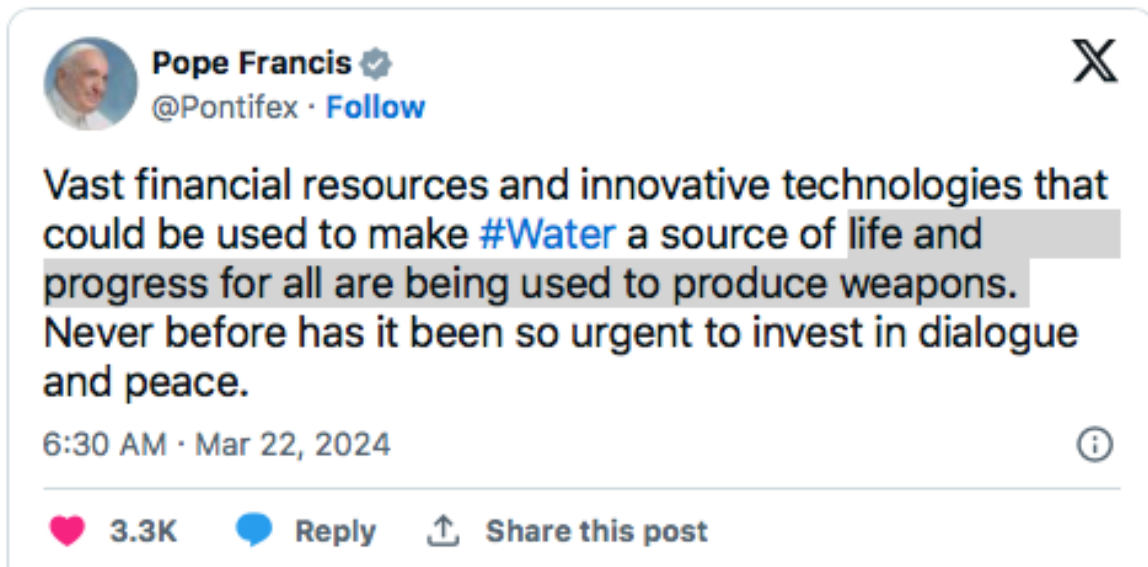 Pope Francis
@Pontifex · Follow
Vast financial resources and innovative technologies that
could be used to make #Water a source of life and
progress for all are being used to produce weapons.
Never before has it been so urgent to invest in dialogue
and peace.
6:30 AM · Mar 22, 2024
3.3K Reply Share this post